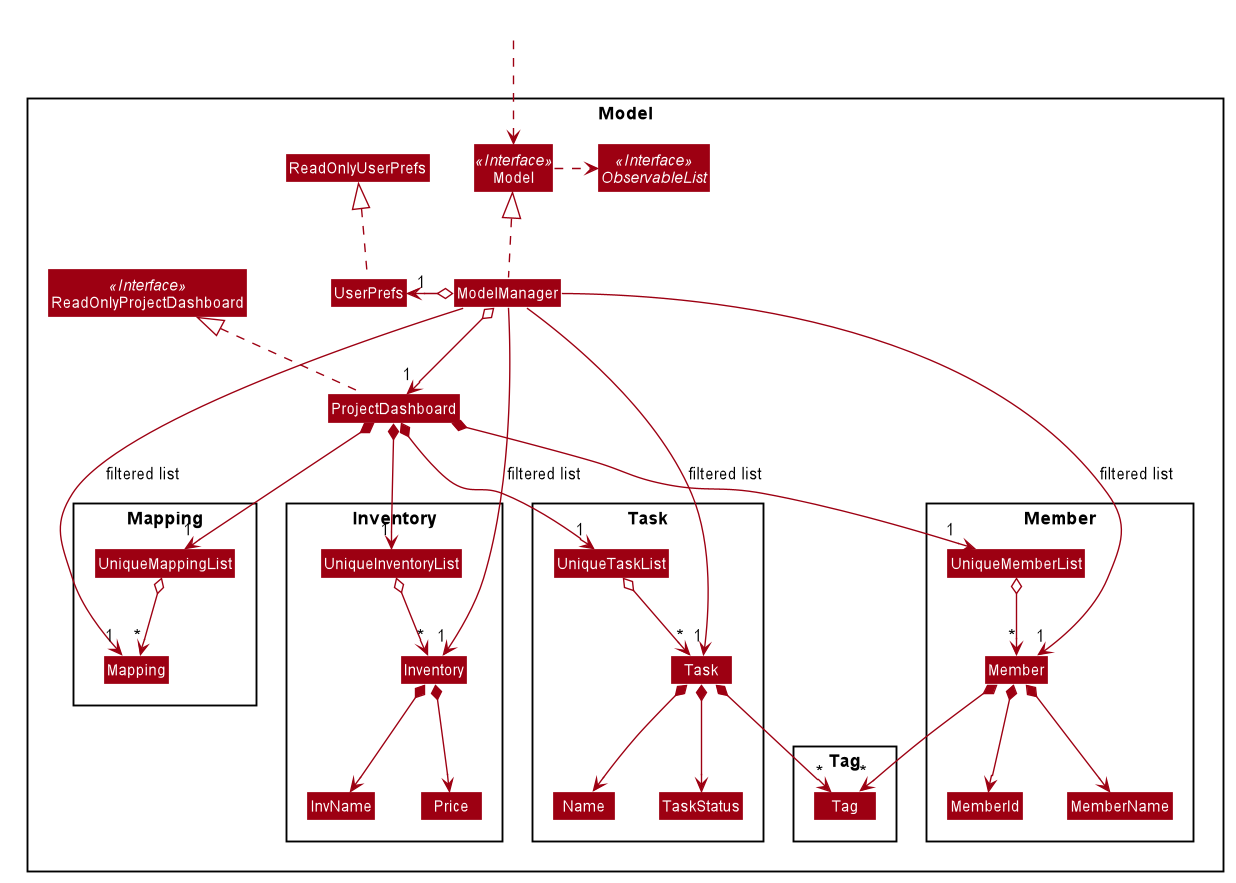 Model
«Interface»
Model
«Interface»
ObservableList
ReadOnlyUserPrefs
«Interface»
ReadOnlyProjectDashboard
UserPrefs
1
ModelManager
1
ProjectDashboard
filtered list
filtered list
filtered list
filtered list
Mapping
Inventory
Task
Member
1
1
1
1
UniqueMappingList
UniqueInventoryList
UniqueTaskList
UniqueMemberList
1
*
*
1
*
1
*
1
Mapping
Inventory
Task
Member
Tag
*
*
InvName
Price
Name
TaskStatus
Tag
MemberId
MemberName